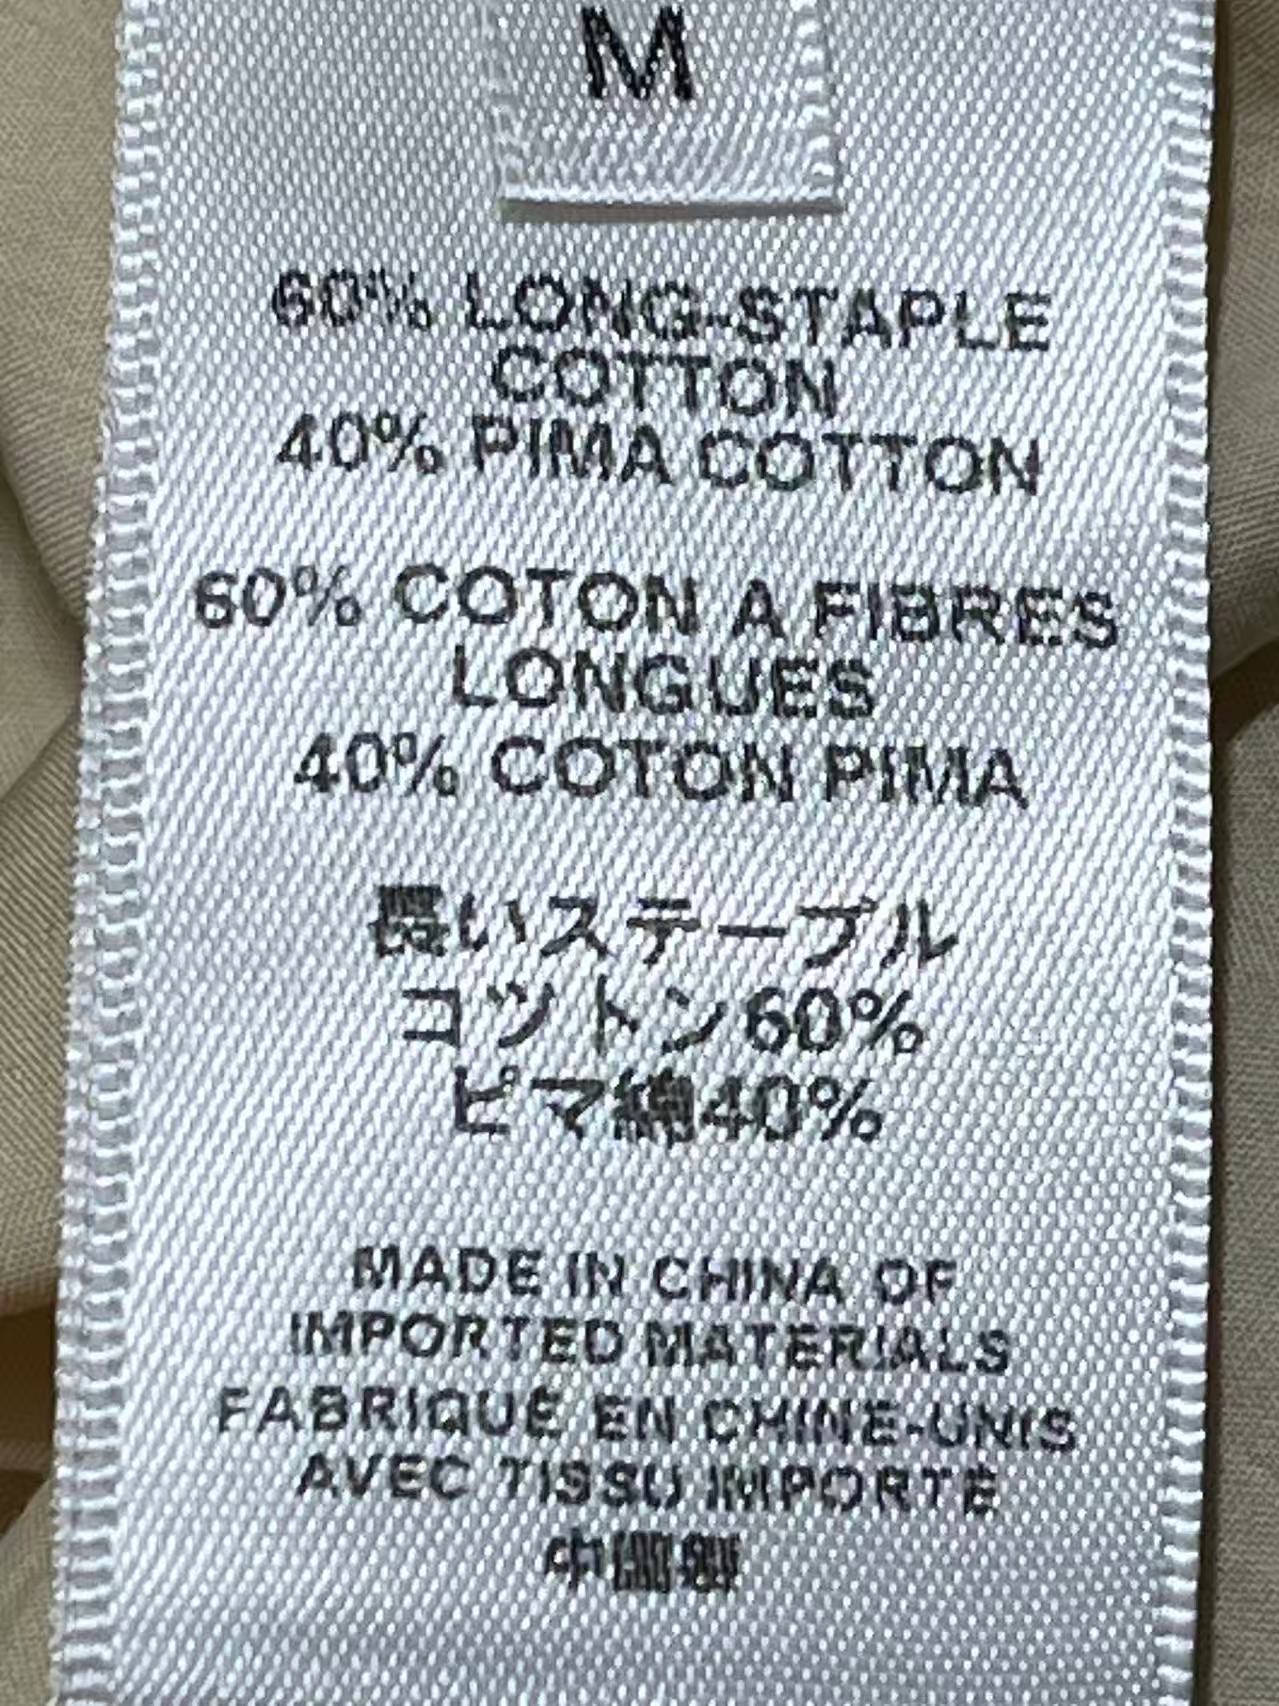 M
60% LONG-STAPLE
COTTON
40% PIMA COTTON
60% COTON A FIBRES
LONGUES
40% COTON PIMA
長いステープル
コットン60%
ピマ綿40%
MADE IN CHINA OF
IMPORTED MATERIALS
FABRIQUÉ EN CHINE-UNIS
AVEC TISSU IMPORTÉ
中國製